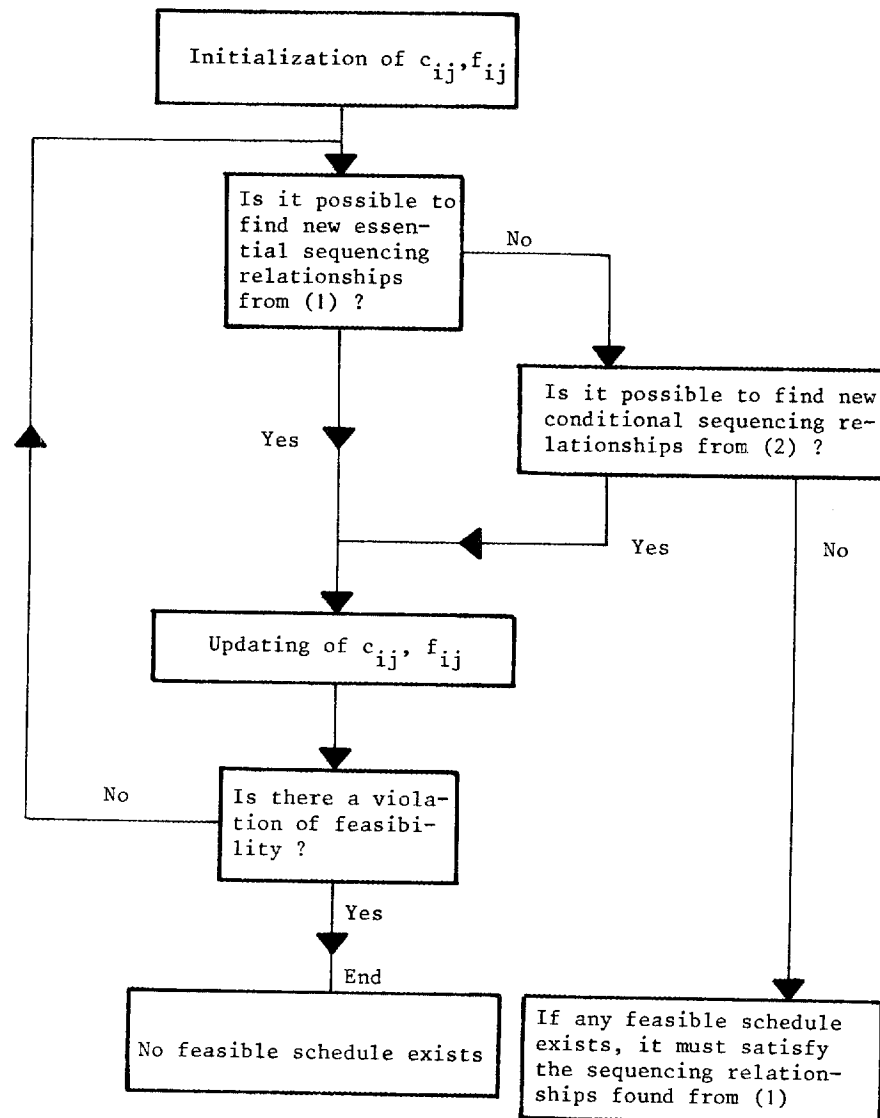 Initialization of c_ij, f_ij
Is it possible to
find new essen-
tial sequencing
relationships
from (1) ?
No
Is it possible to find new
conditional sequencing re-
lationships from (2) ?
Yes
Yes
No
Updating of c_ij, f_ij
No
Is there a viola-
tion of feasibi-
lity ?
Yes
End
No feasible schedule exists
If any feasible schedule
exists, it must satisfy
the sequencing relation-
ships found from (1)